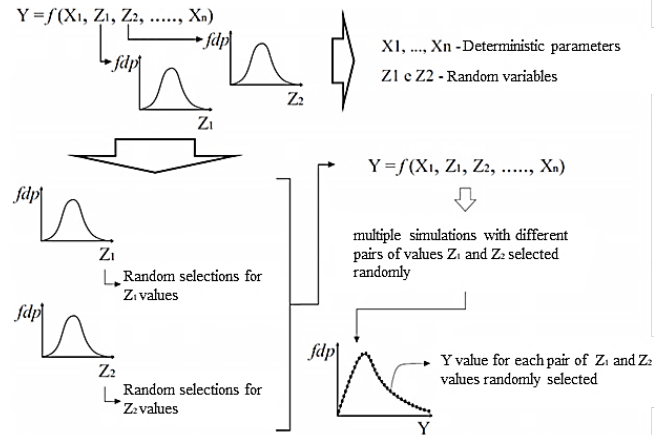 Y = f (X1, Z1, Z2, ....., Xn)
fdp
Z2
fdp
Z1
X1, ..., Xn - Deterministic parameters
Z1 e Z2 - Random variables
fdp
Z1
Random selections for
Z1 values
fdp
Z2
Random selections for
Z2 values
Y = f (X1, Z1, Z2, ....., Xn)
multiple simulations with different
pairs of values Z1 and Z2 selected
randomly
fdp
Y
Y value for each pair of Z1 and Z2
values randomly selected